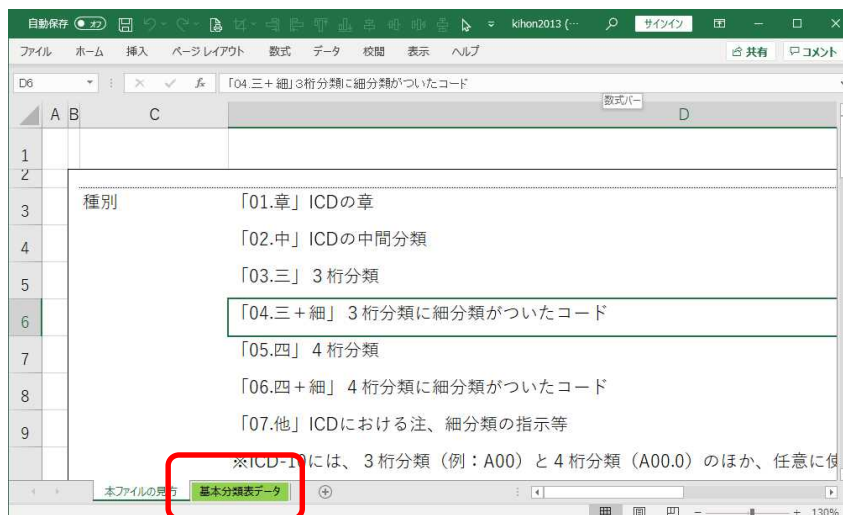 自動保存 オフ kihon2013 (… サインイン
ファイル ホーム 挿入 ページ レイアウト 数式 データ 校閲 表示 ヘルプ 共有 コメント
D6 fx 「04.三＋細」3桁分類に細分類がついたコード
数式バー
A B C D
1
2
3 種別 「01.章」ICDの章
4 「02.中」ICDの中間分類
5 「03.三」３桁分類
6 「04.三＋細」３桁分類に細分類がついたコード
7 「05.四」４桁分類
8 「06.四＋細」４桁分類に細分類がついたコード
9 「07.他」ICDにおける注、細分類の指示等
※ICD-10には、３桁分類（例：A00）と４桁分類（A00.0）のほか、任意に使
本ファイルの見方 基本分類表データ
130%